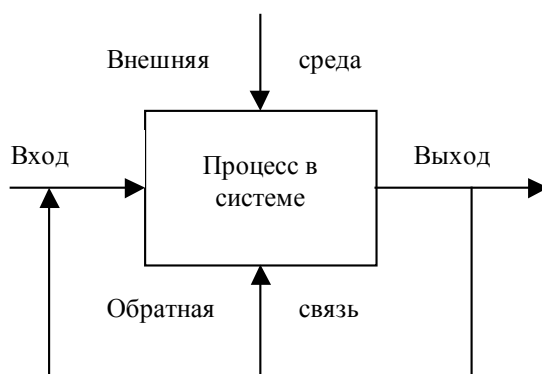 Внешняя среда
Вход
Процесс в
системе
Выход
Обратная связь